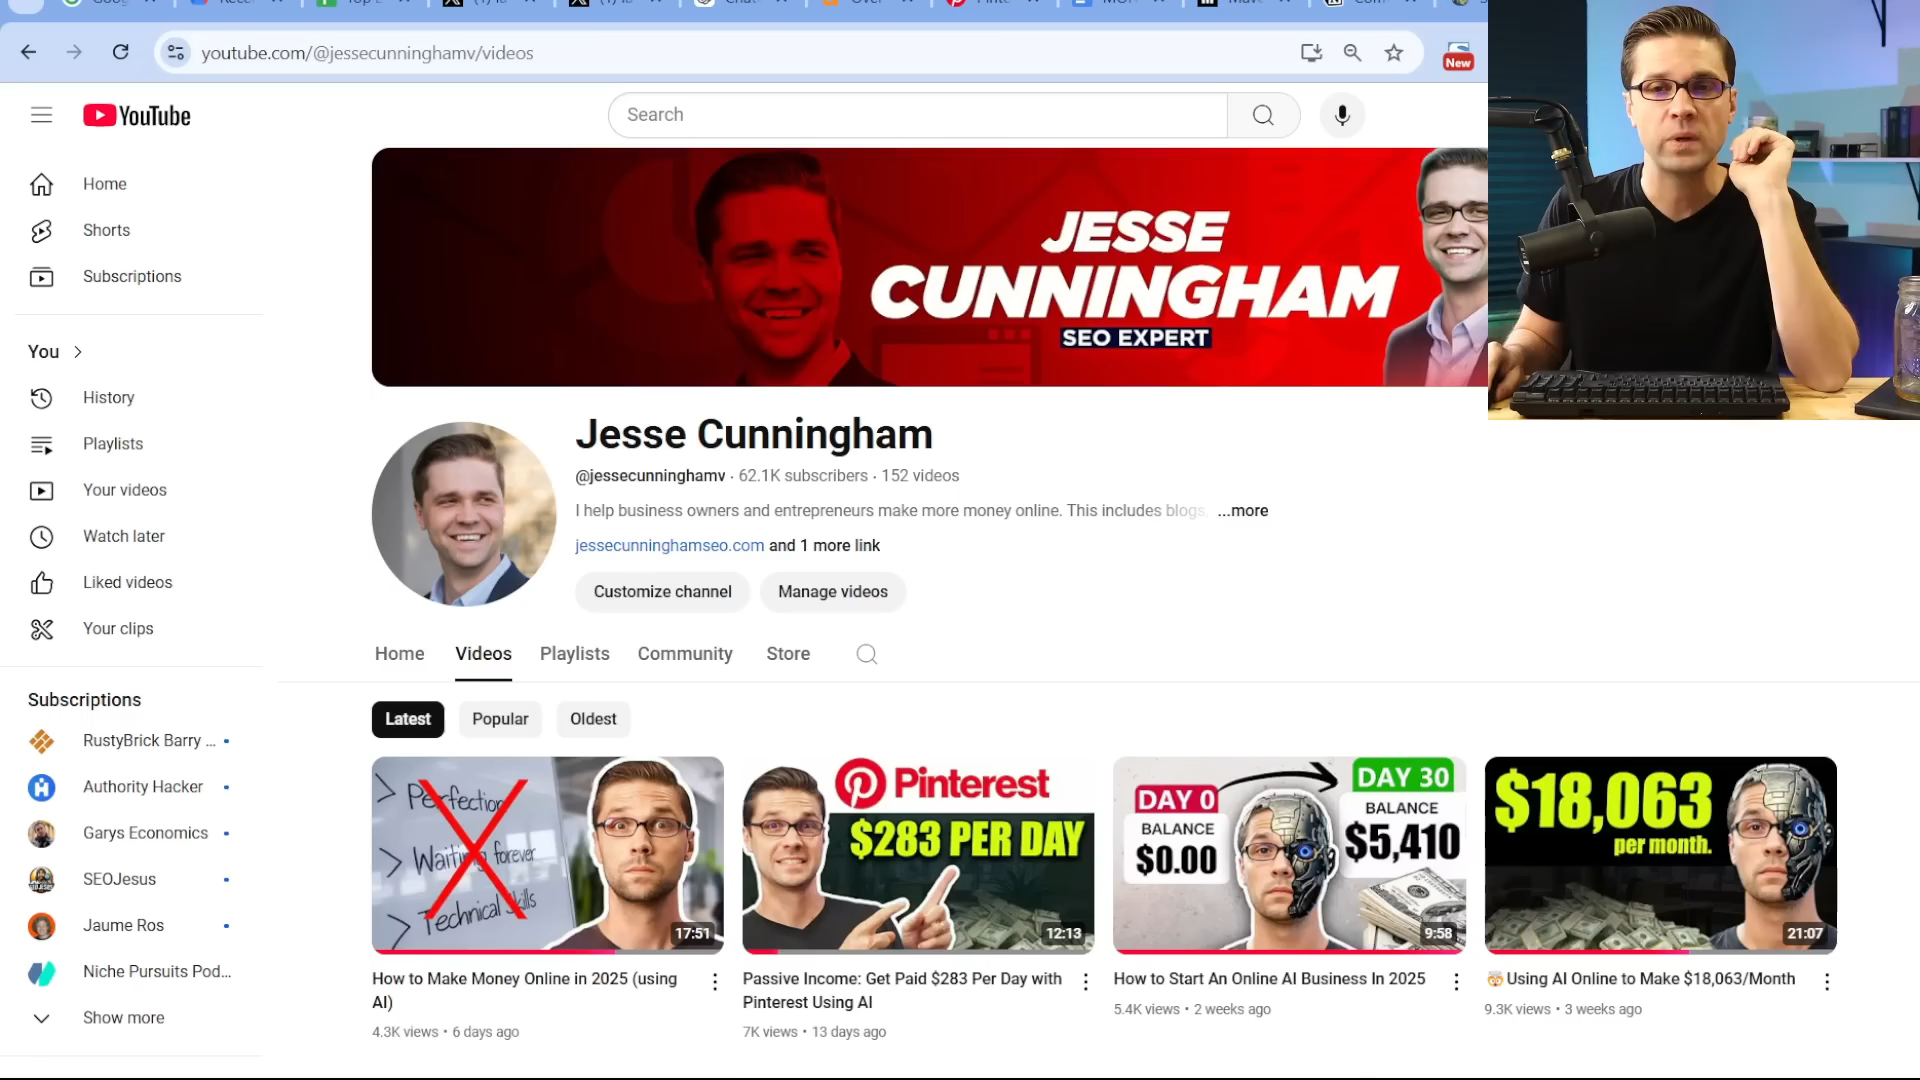 youtube.com/@jessecunninghamv/videos
New
YouTube
Search
Home
Shorts
Subscriptions
You
History
Playlists
Your videos
Watch later
Liked videos
Your clips
Subscriptions
RustyBrick Barry ...
Authority Hacker
Garys Economics
SEOJesus
Jaume Ros
Niche Pursuits Pod...
Show more
JESSE
CUNNINGHAM
SEO EXPERT
Jesse Cunningham
@jessecunninghamv · 62.1K subscribers · 152 videos
I help business owners and entrepreneurs make more money online. This includes blogs, ...more
jessecunninghamseo.com and 1 more link
Customize channel
Manage videos
Home
Videos
Playlists
Community
Store
Latest
Popular
Oldest
Perfection
Waiting forever
Technical Skills
17:51
How to Make Money Online in 2025 (using
AI)
4.3K views • 6 days ago
Pinterest
$283 PER DAY
12:13
Passive Income: Get Paid $283 Per Day with
Pinterest Using AI
7K views • 13 days ago
DAY 0
BALANCE
$0.00
DAY 30
BALANCE
$5,410
9:58
How to Start An Online AI Business In 2025
5.4K views • 2 weeks ago
$18,063
per month.
21:07
🤯Using AI Online to Make $18,063/Month
9.3K views • 3 weeks ago